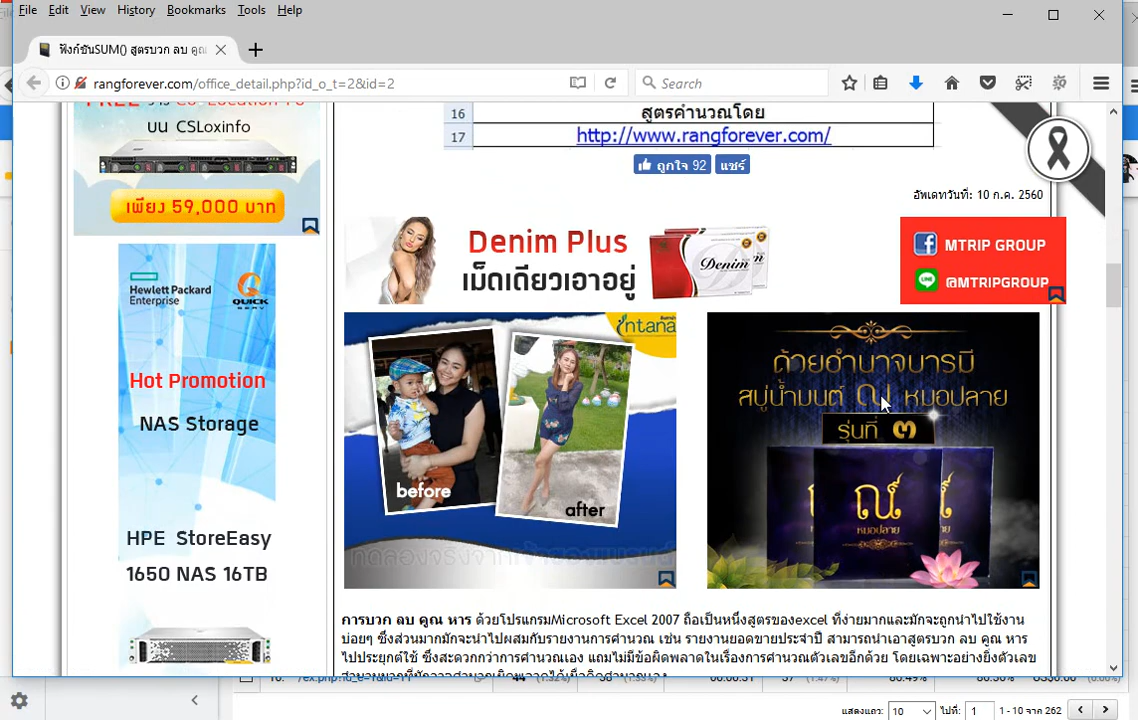 File Edit View History Bookmarks Tools Help
ฟังก์ชันSUM() สูตรบวก ลบ คูณ
rangforever.com/office_detail.php?id_o_t=2&id=2
Search
บน CSLoxinfo
เพียง 59,000 บาท
Hewlett Packard
Enterprise
QUICK
Hot Promotion
NAS Storage
HPE StoreEasy
1650 NAS 16TB
16 สูตรคำนวณโดย
17 http://www.rangforever.com/
ถูกใจ 92 แชร์
อัพเดทวันที่: 10 ก.ค. 2560
Denim Plus
เม็ดเดียวเอาอยู่
Denim
MTRIP GROUP
@MTRIPGROUP
intana
before
after
ด้วยอำนาจบารมี
สบู่น้ำมนต์ ณ หมอปลาย
รุ่นที่ ๓
ณ
หมอปลาย
การบวก ลบ คูณ หาร ด้วยโปรแกรมMicrosoft Excel 2007 ถือเป็นหนึ่งสูตรของexcel ที่ง่ายมากและมักจะถูกนำไปใช้งาน
บ่อยๆ ซึ่งส่วนมากมักจะนำไปผสมกับรายงานการคำนวณ เช่น รายงานยอดขายประจำปี สามารถนำเอาสูตรบวก ลบ คูณ หาร
ไปประยุกต์ใช้ ซึ่งสะดวกกว่าการคำนวณเอง แถมไม่มีข้อผิดพลาดในเรื่องการคำนวณตัวเลขอีกด้วย โดยเฉพาะอย่างยิ่งตัวเลข
แสดงแถว: 10 ไปที่: 1 1 - 10 จาก 262